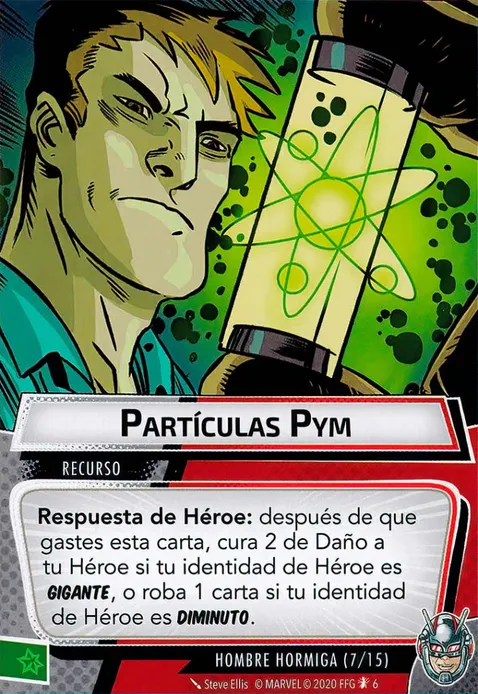 Partículas Pym
RECURSO
Respuesta de Héroe: después de que
gastes esta carta, cura 2 de Daño a
tu Héroe si tu identidad de Héroe es
GIGANTE, o roba 1 carta si tu identidad
de Héroe es DIMINUTO.
HOMBRE HORMIGA (7/15)
Steve Ellis © MARVEL © 2020 FFG 6